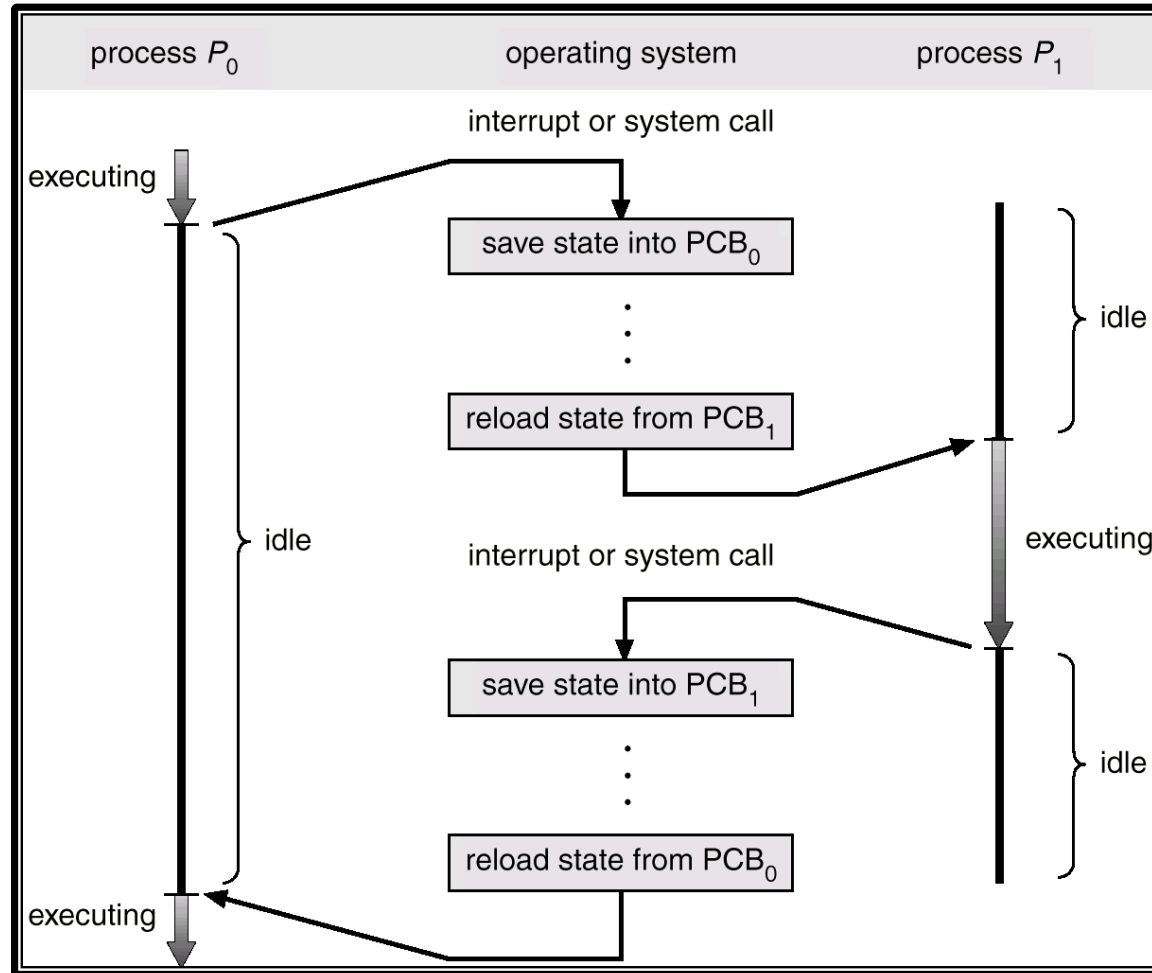 process P₀
operating system
process P₁
interrupt or system call
executing
save state into PCB₀
idle
reload state from PCB₁
idle
executing
interrupt or system call
save state into PCB₁
idle
reload state from PCB₀
executing